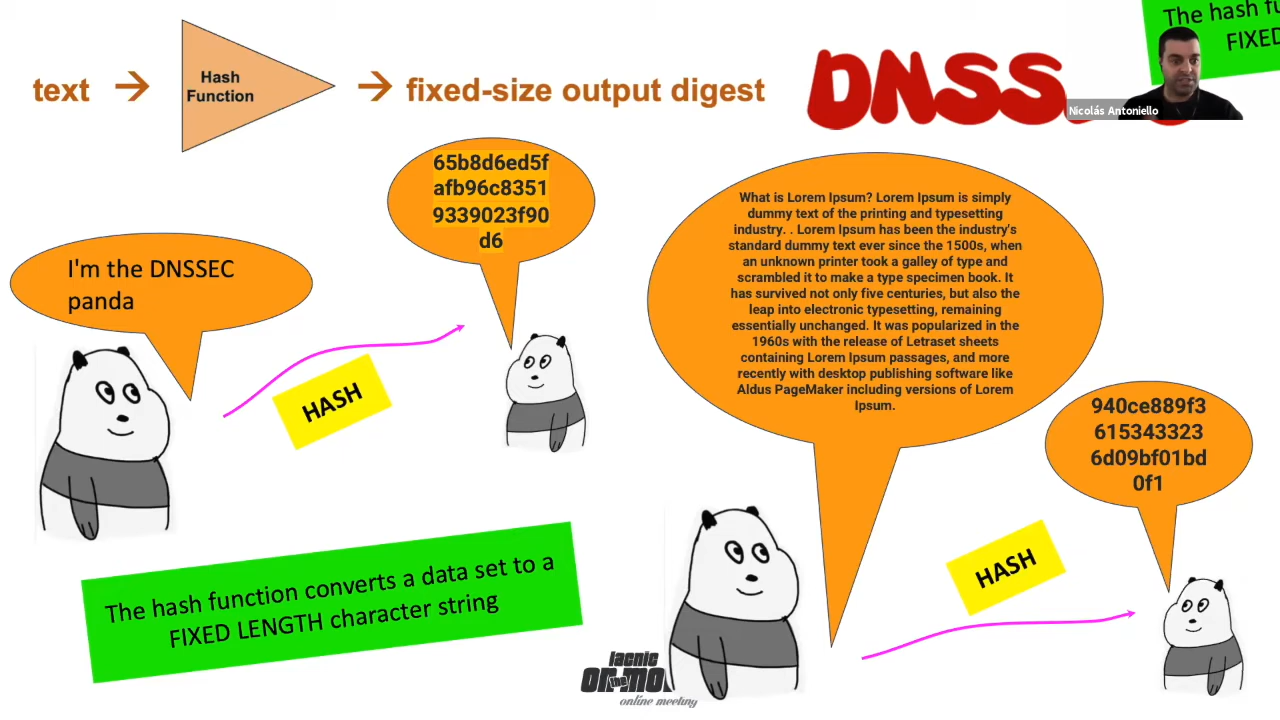 text → Hash Function → fixed-size output digest
DNSS
The hash fu
FIXED
Nicolás Antoniello
65b8d6ed5f
afb96c8351
9339023f90
d6
I'm the DNSSEC
panda
HASH
What is Lorem Ipsum? Lorem Ipsum is simply
dummy text of the printing and typesetting
industry. . Lorem Ipsum has been the industry's
standard dummy text ever since the 1500s, when
an unknown printer took a galley of type and
scrambled it to make a type specimen book. It
has survived not only five centuries, but also the
leap into electronic typesetting, remaining
essentially unchanged. It was popularized in the
1960s with the release of Letraset sheets
containing Lorem Ipsum passages, and more
recently with desktop publishing software like
Aldus PageMaker including versions of Lorem
Ipsum.
940ce889f3
615343323
6d09bf01bd
0f1
HASH
The hash function converts a data set to a
FIXED LENGTH character string
lacnic
on the mo
online meeting